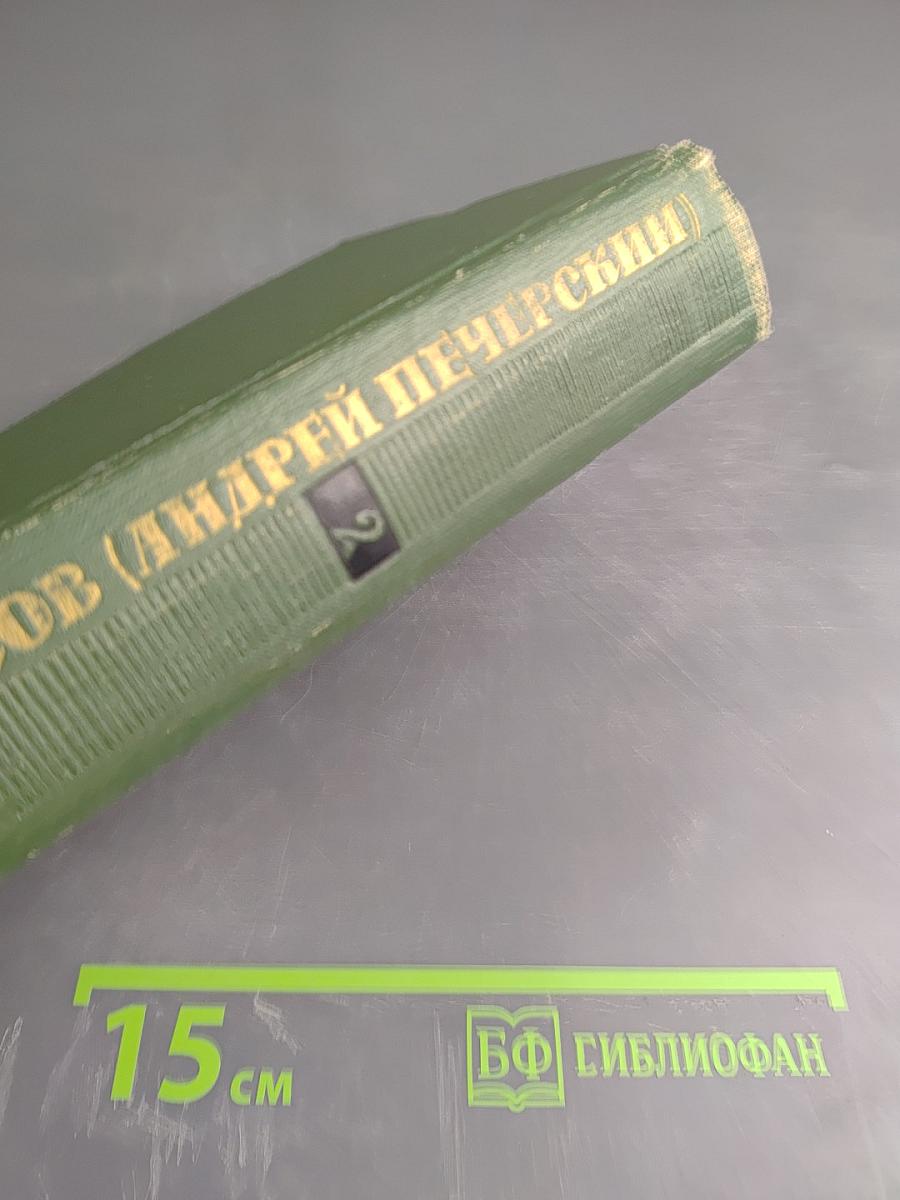 ОВ (АНДРЕЙ ПЕЧЕРСКИЙ)
2
15 см
БФ БИБЛИОФАН